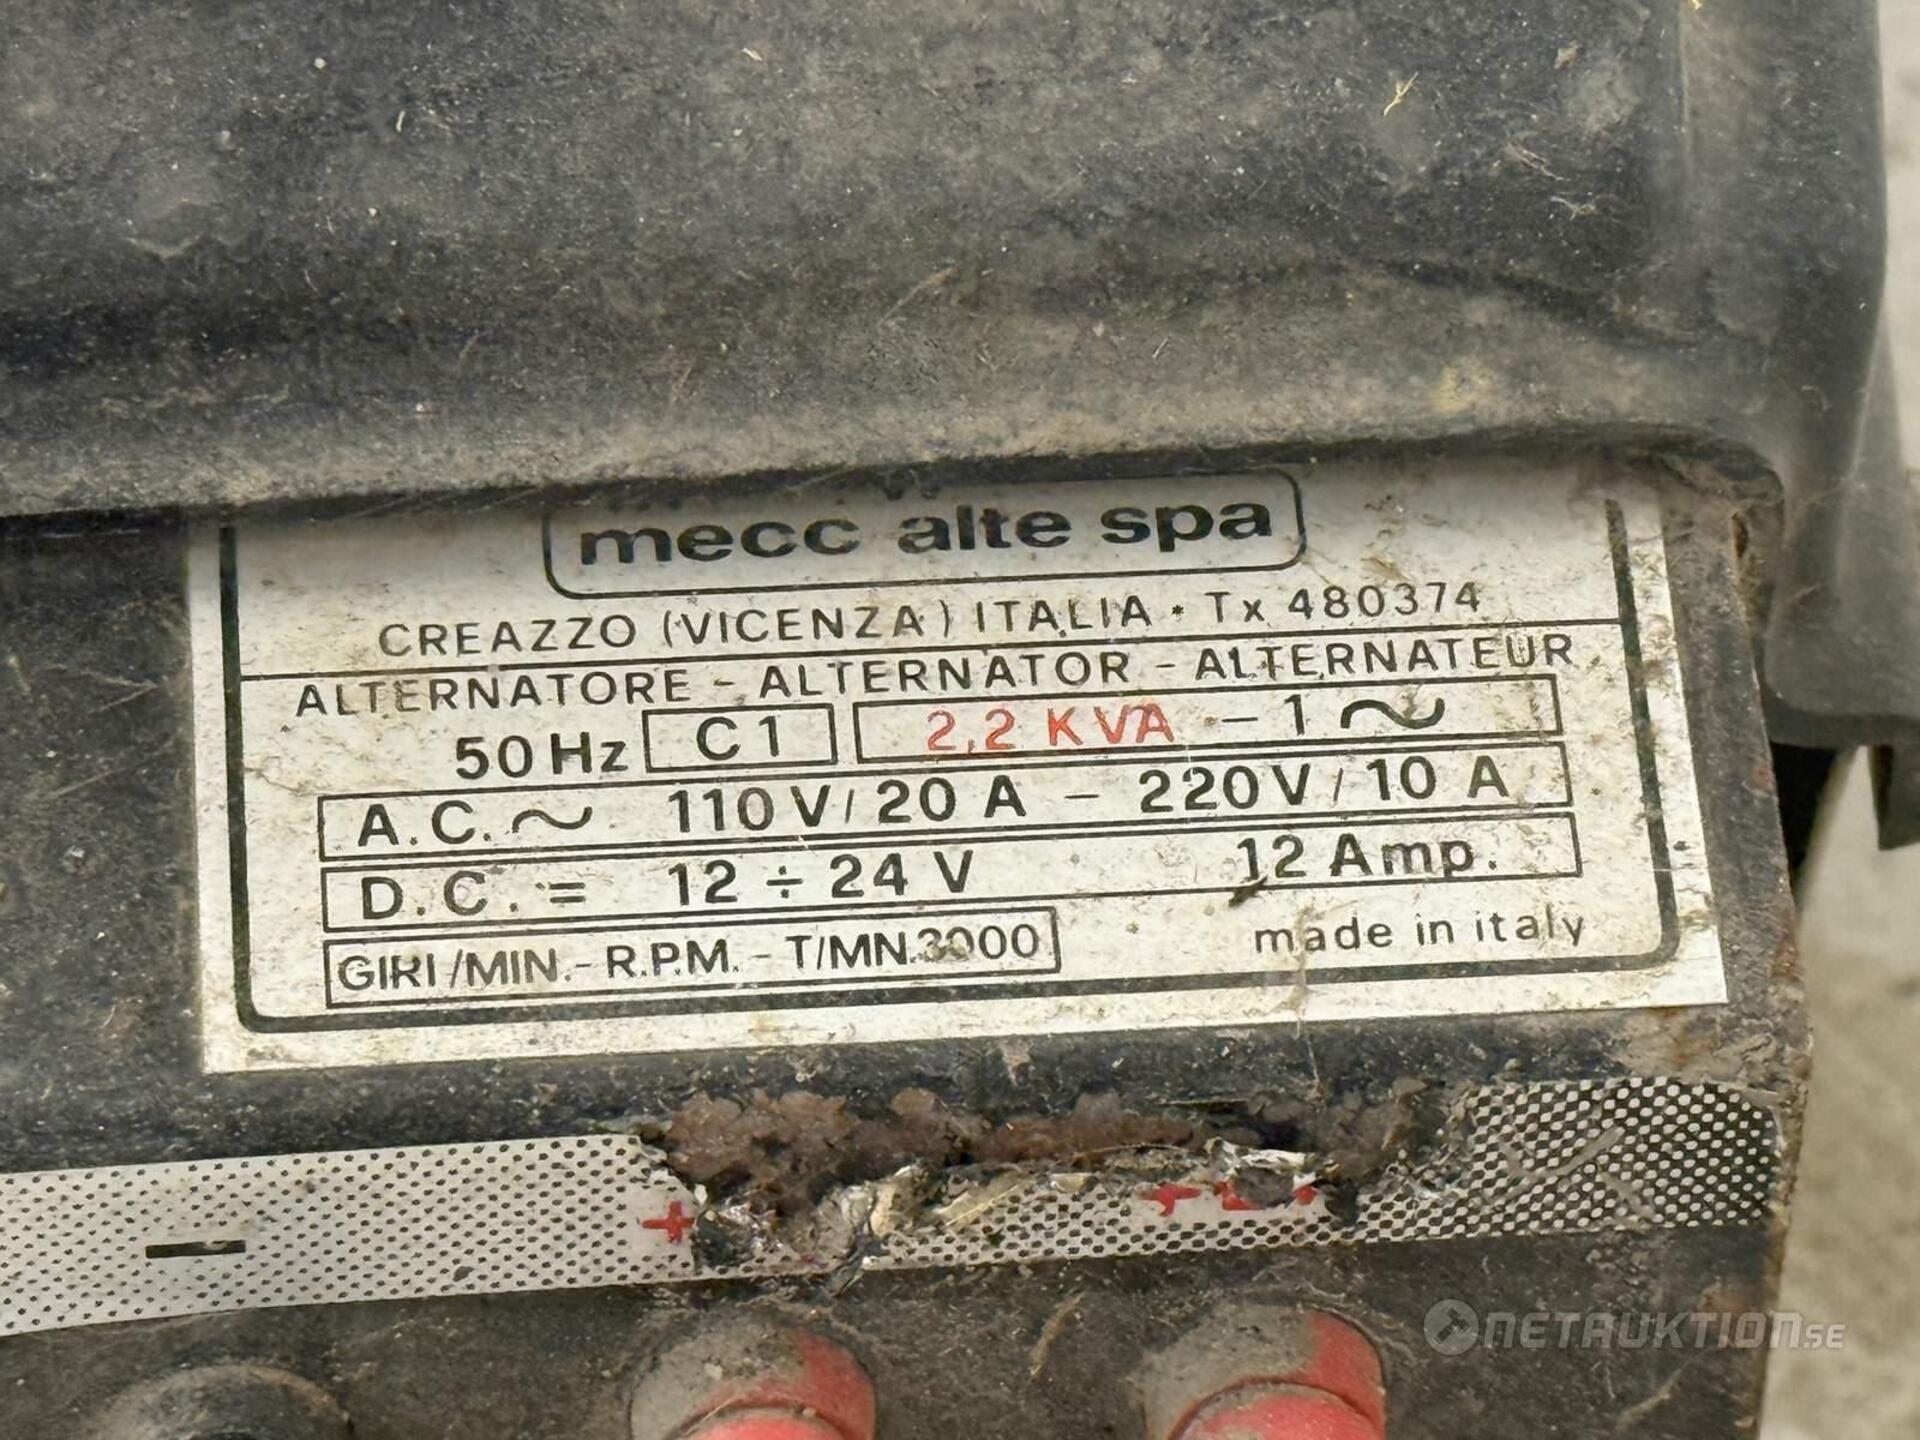 mecc alte spa
CREAZZO (VICENZA) ITALIA · Tx 480374
ALTERNATORE - ALTERNATOR - ALTERNATEUR
50 Hz C1 2,2 KVA - 1 ~
A.C. ~ 110 V / 20 A - 220 V / 10 A
D.C. = 12 ÷ 24 V 12 Amp.
GIRI/MIN. - R.P.M. - T/MN. 3000 made in italy
- +
NETAUKTION.SE